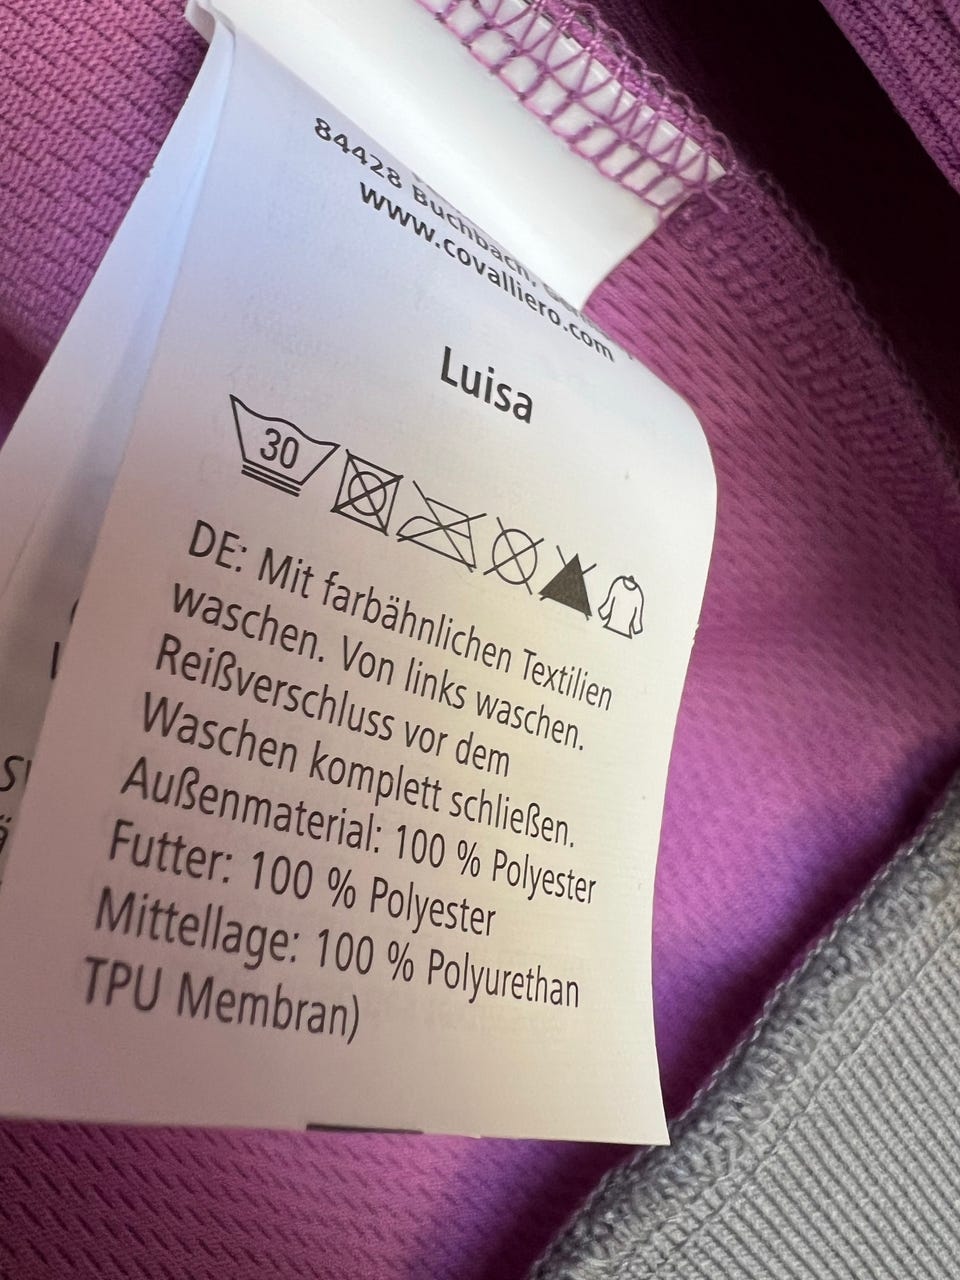 84428 Buchbach,
www.covalliero.com
Luisa
30
DE: Mit farbähnlichen Textilien
waschen. Von links waschen.
Reißverschluss vor dem
Waschen komplett schließen.
Außenmaterial: 100 % Polyester
Futter: 100 % Polyester
Mittellage: 100 % Polyurethan
TPU Membran)